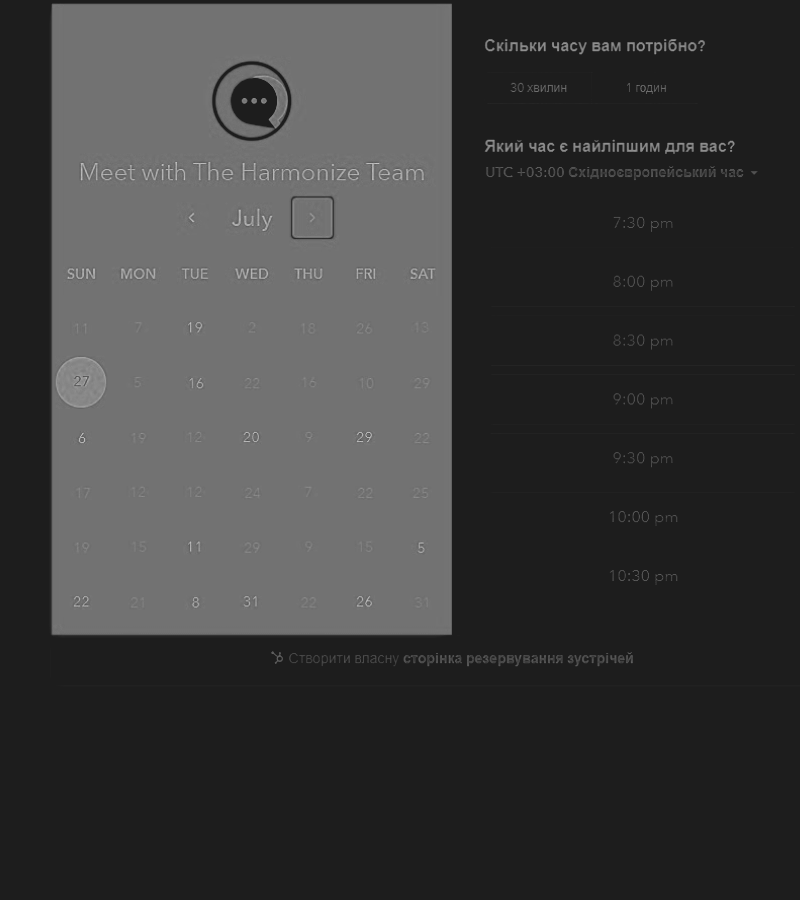 Meet with The Harmonize Team
July
SUN MON TUE WED THU FRI SAT
11 7 19 2 18 26 13
27 5 16 22 16 10 29
6 19 12 20 9 29 22
17 12 12 24 7 22 25
19 15 11 29 9 15 5
22 21 8 31 22 26 31
Скільки часу вам потрібно?
30 хвилин 1 годин
Який час є найліпшим для вас?
UTC +03:00 Східноєвропейський час
7:30 pm
8:00 pm
8:30 pm
9:00 pm
9:30 pm
10:00 pm
10:30 pm
Створити власну сторінка резервування зустрічей